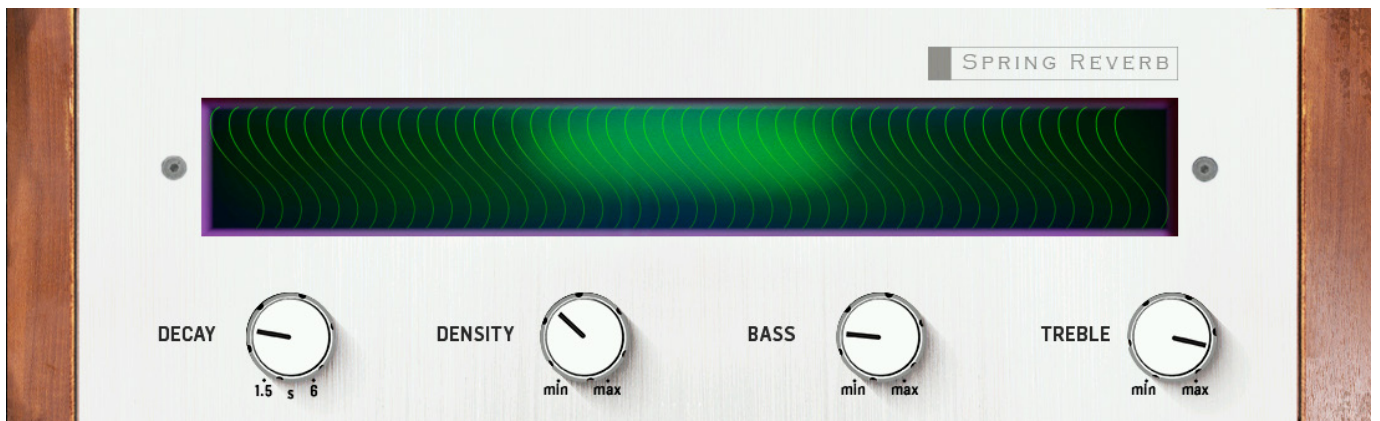 SPRING REVERB
DECAY
1.5 s 6
DENSITY
min max
BASS
min max
TREBLE
min max